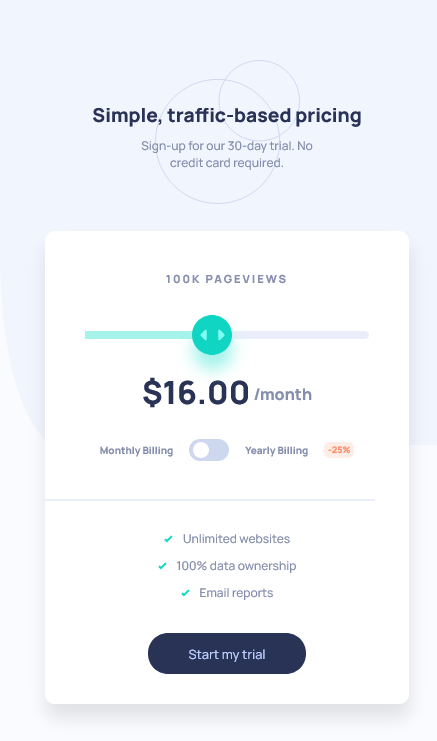 Simple, traffic-based pricing
Sign-up for our 30-day trial. No
credit card required.
100K PAGEVIEWS
$16.00 /month
Monthly Billing Yearly Billing -25%
Unlimited websites
100% data ownership
Email reports
Start my trial